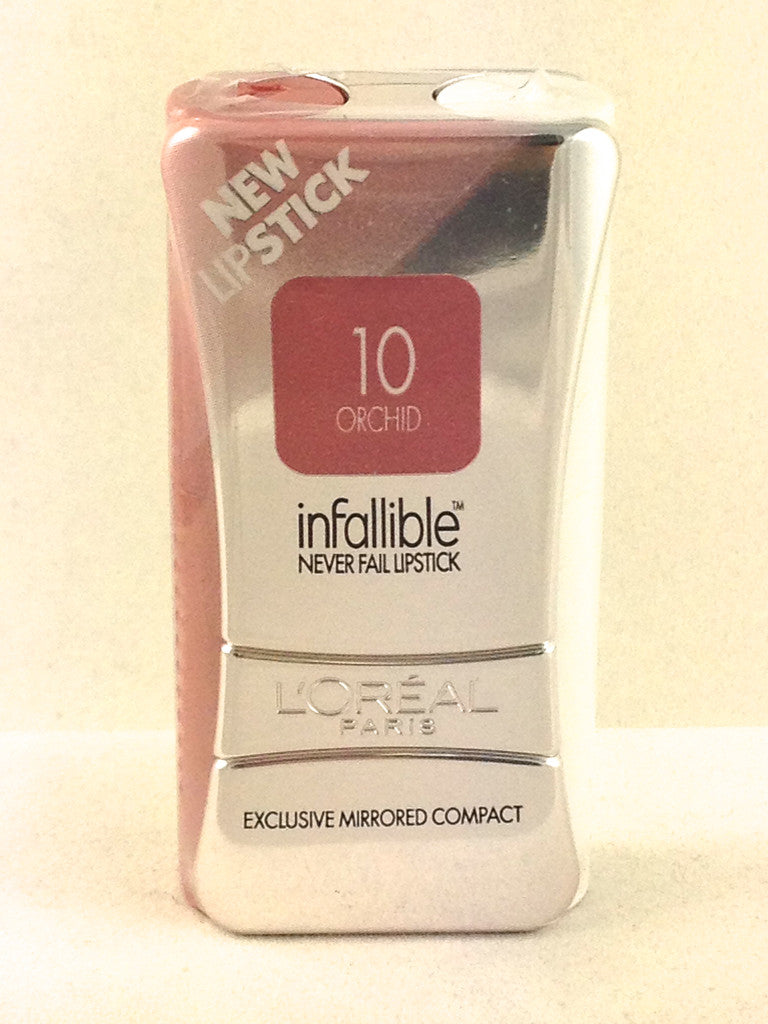 NEW
LIPSTICK
10
ORCHID
infallible™
NEVER FAIL LIPSTICK
L'ORÉAL
PARIS
EXCLUSIVE MIRRORED COMPACT